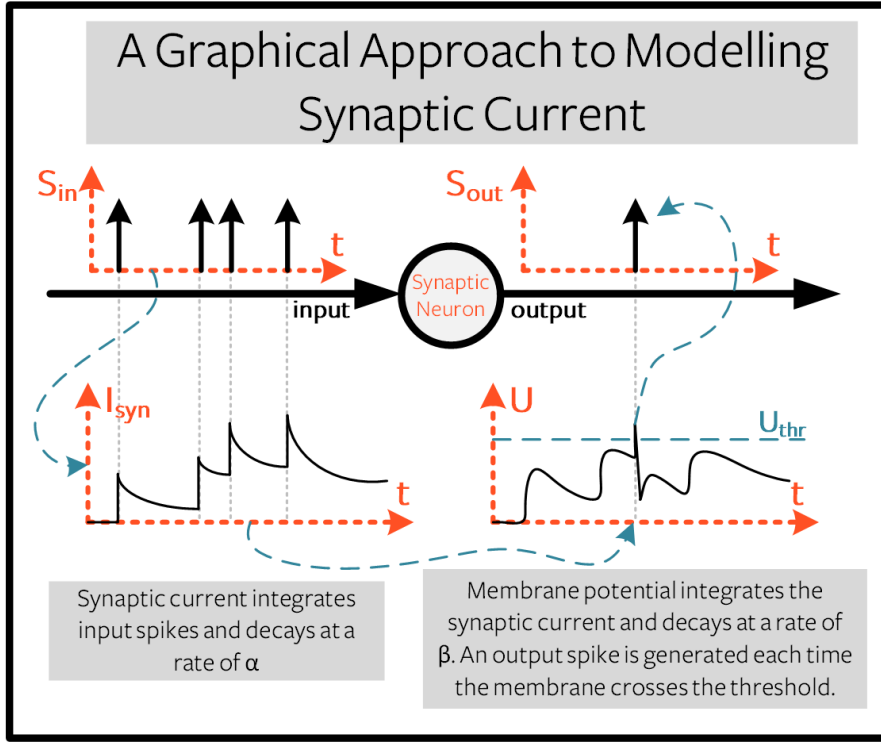 A Graphical Approach to Modelling
Synaptic Current
S_in
t
S_out
t
Synaptic
Neuron
input
output
I_syn
t
U
U_thr
t
Synaptic current integrates
input spikes and decays at a
rate of α
Membrane potential integrates the
synaptic current and decays at a rate of
β. An output spike is generated each time
the membrane crosses the threshold.